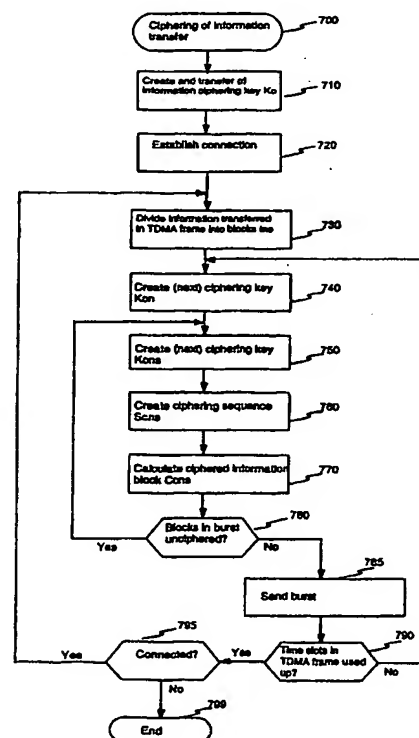 Ciphering of information
transfer
700
Create and transfer of
information ciphering key Ko
710
Establish connection
720
Divide information transferred
in TDMA frame into blocks Ins
730
Create (next) ciphering key
Kon
740
Create (next) ciphering key
Kons
750
Create ciphering sequence
Scns
760
Calculate ciphered information
block Cons
770
Blocks in burst
unciphered?
780
Yes
No
Send burst
785
Time slots in
TDMA frame used
up?
790
Yes
No
Connected?
795
Yes
No
End
799